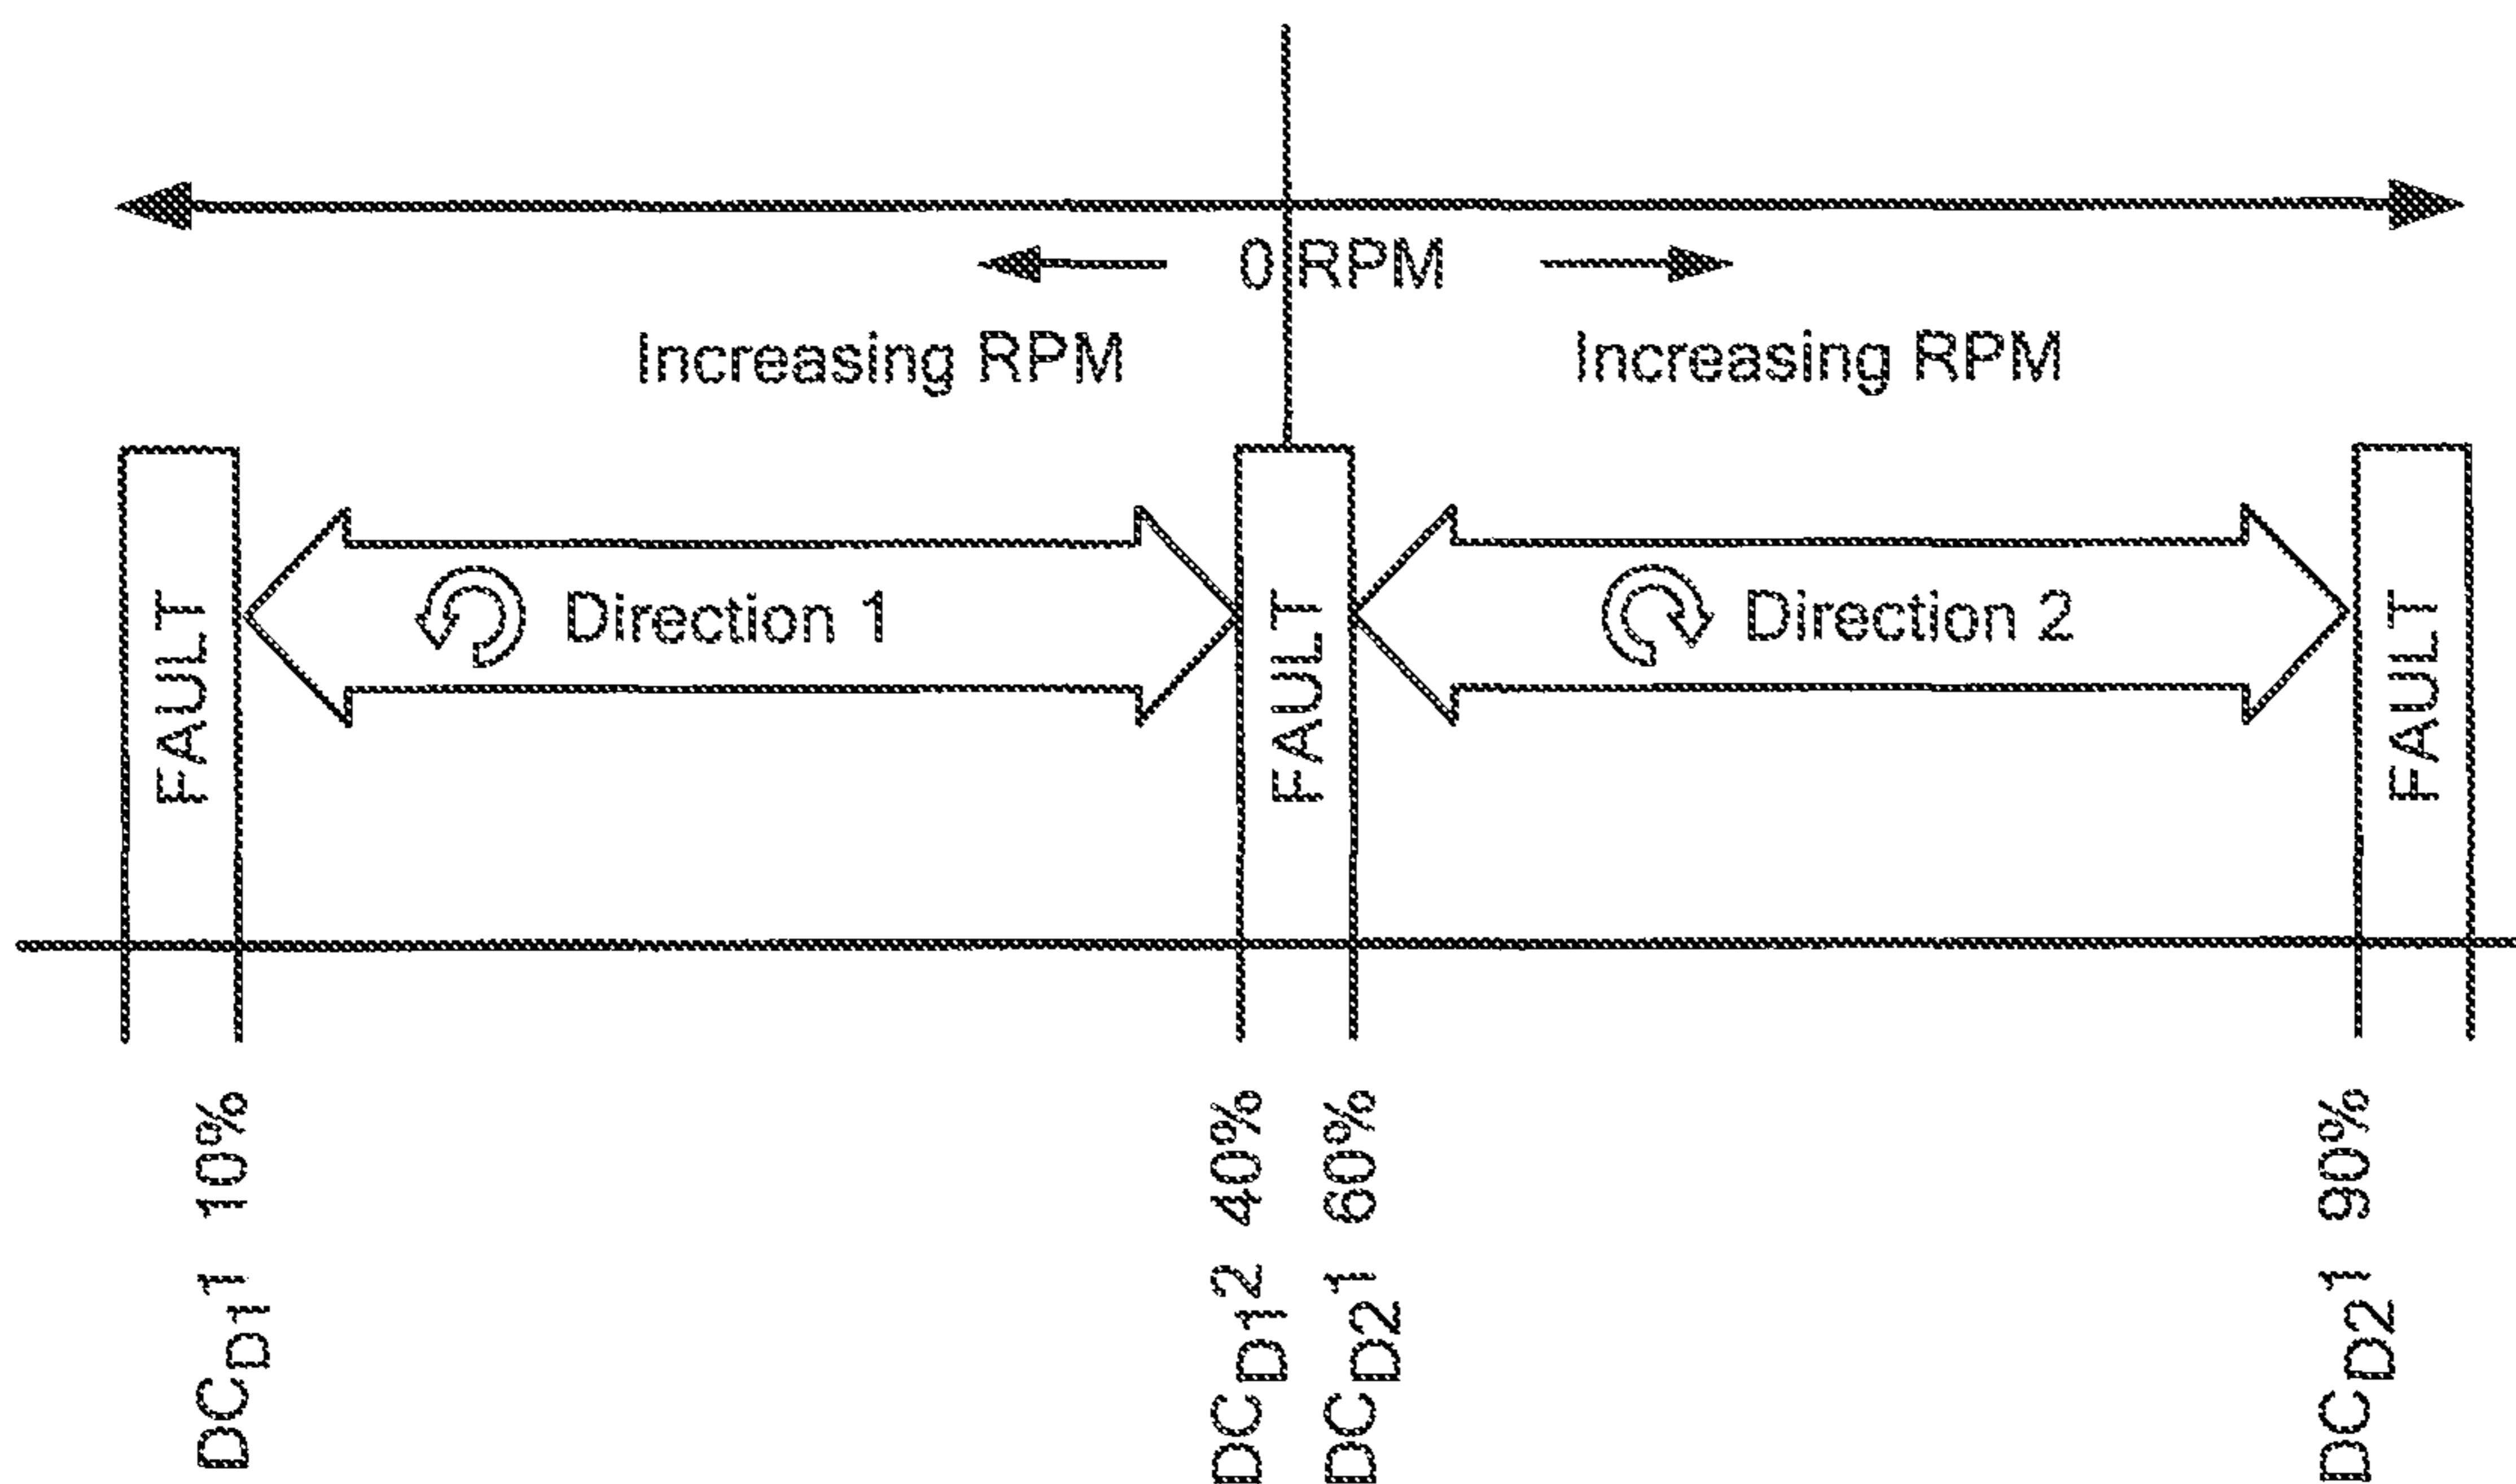 0 RPM
Increasing RPM
Increasing RPM
FAULT
Direction 1
FAULT
Direction 2
FAULT
DCD11 10%
DCD12 40%
DCD21 60%
DCD21 90%